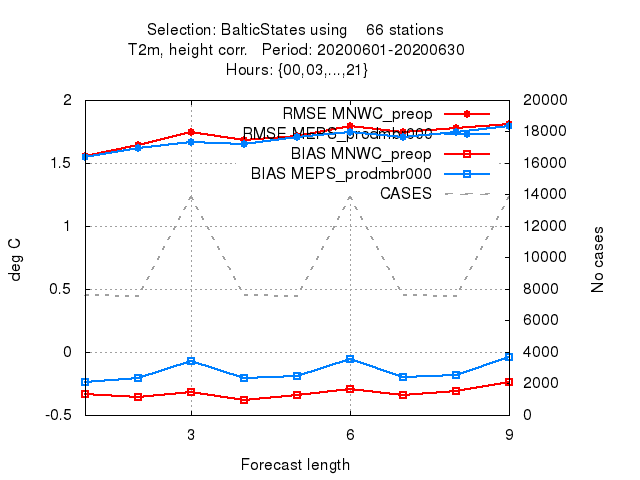 Selection: BalticStates using    66 stations
T2m, height corr.   Period: 20200601-20200630
Hours: {00,03,...,21}
RMSE MNWC_preop
RMSE MEPS_prodmbr000
BIAS MNWC_preop
BIAS MEPS_prodmbr000
CASES
2
1.5
1
0.5
0
-0.5
deg C
20000
18000
16000
14000
12000
10000
8000
6000
4000
2000
0
No cases
3 6 9
Forecast length